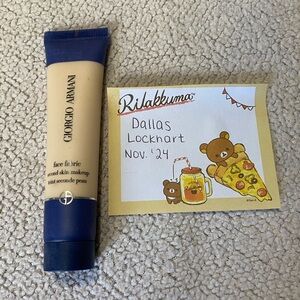 GIORGIO ARMANI
face fabric
second skin makeup
teint seconde peau
Rilakkuma
Dallas
Lockhart
Nov. '24